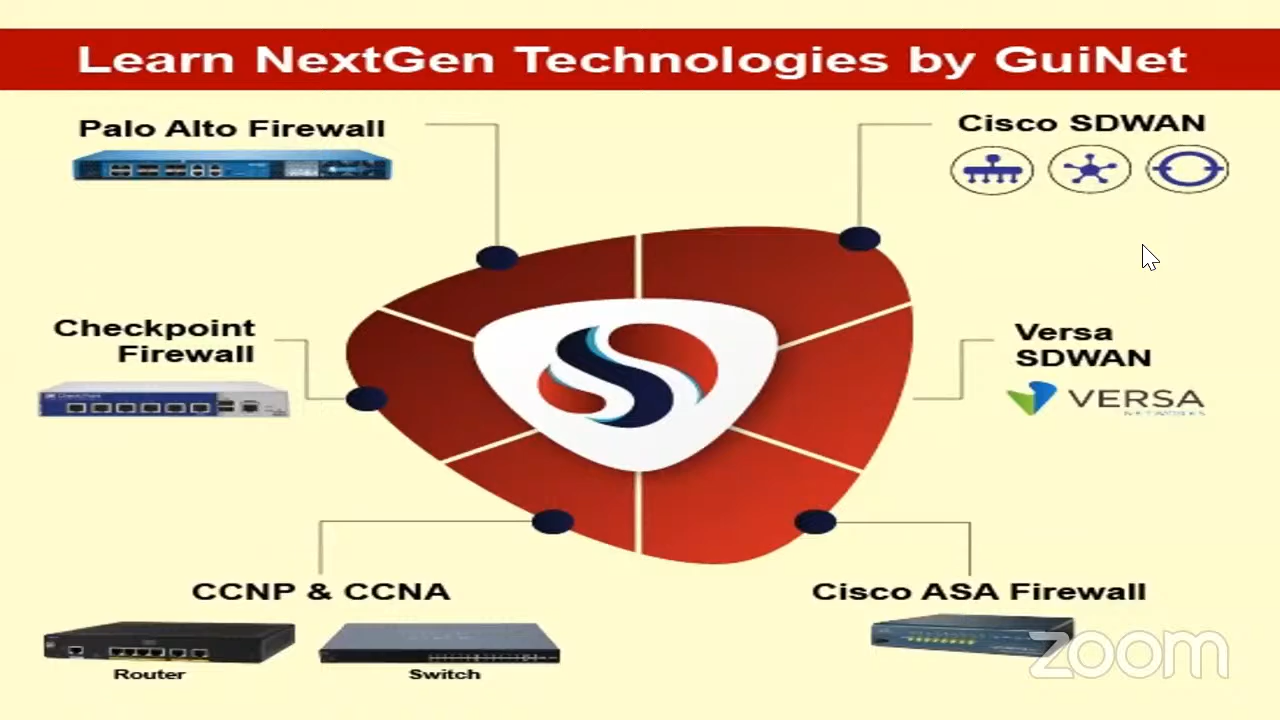 Learn NextGen Technologies by GuiNet
Palo Alto Firewall
Cisco SDWAN
Checkpoint
Firewall
Versa
SDWAN
VERSA
NETWORKS
CCNP & CCNA
Router
Switch
Cisco ASA Firewall
zoom